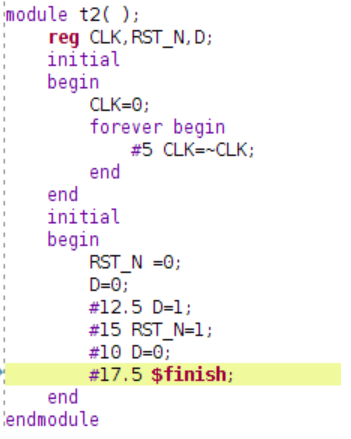 module t2( );
    reg CLK,RST_N,D;
    initial
    begin
        CLK=0;
        forever begin
            #5 CLK=~CLK;
        end
    end
    initial
    begin
        RST_N =0;
        D=0;
        #12.5 D=1;
        #15 RST_N=1;
        #10 D=0;
        #17.5 $finish;
    end
endmodule